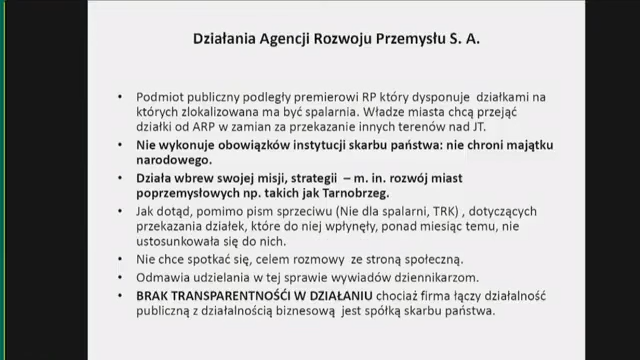 Działania Agencji Rozwoju Przemysłu S. A.
• Podmiot publiczny podległy premierowi RP który dysponuje działkami na
których zlokalizowana ma być spalarnia. Władze miasta chcą przejąć
działki od ARP w zamian za przekazanie innych terenów nad JT.
• Nie wykonuje obowiązków instytucji skarbu państwa: nie chroni majątku
narodowego.
• Działa wbrew swojej misji, strategii – m. in. rozwój miast
poprzemysłowych np. takich jak Tarnobrzeg.
• Jak dotąd, pomimo pism sprzeciwu (Nie dla spalarni, TRK) , dotyczących
przekazania działek, które do niej wpłynęły, ponad miesiąc temu, nie
ustosunkowała się do nich.
• Nie chce spotkać się, celem rozmowy ze stroną społeczną.
• Odmawia udzielania w tej sprawie wywiadów dziennikarzom.
• BRAK TRANSPARENTNOŚĆI W DZIAŁANIU chociaż firma łączy działalność
publiczną z działalnością biznesową jest spółką skarbu państwa.